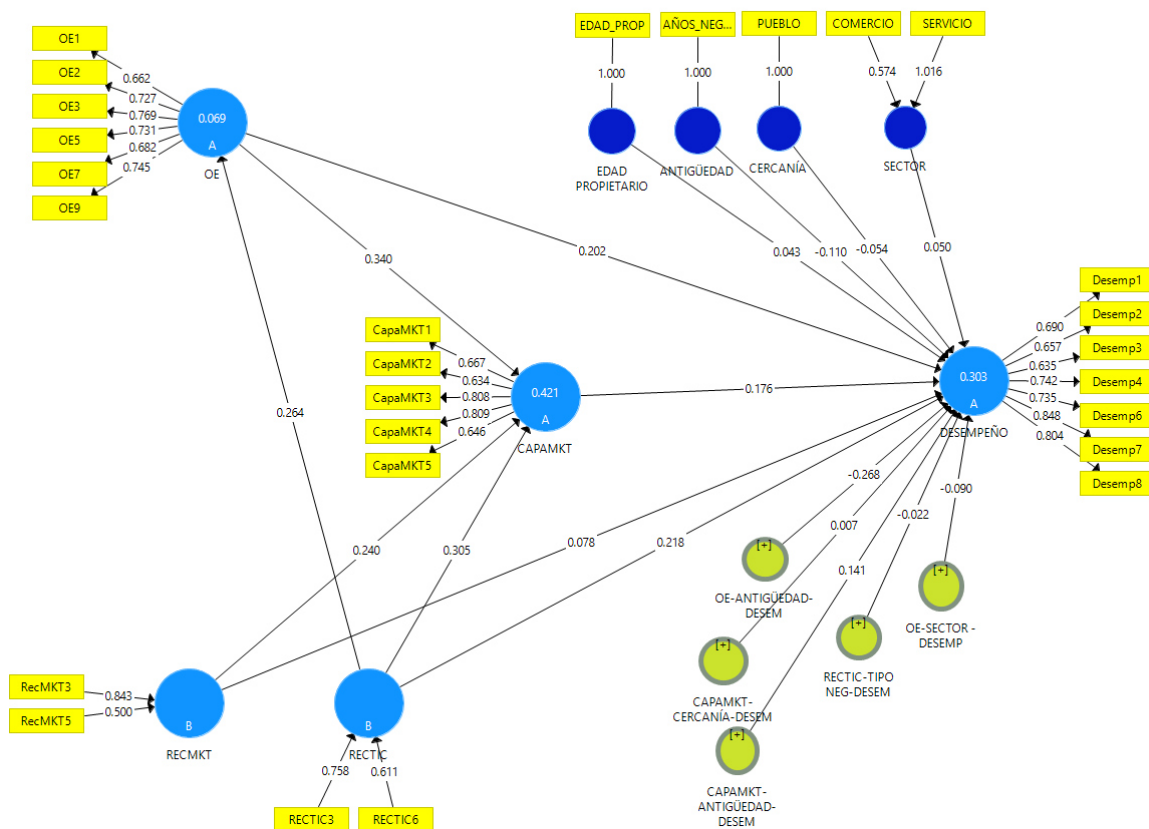 EDAD_PROP
AÑOS_NEG...
PUEBLO
COMERCIO
SERVICIO
1.000
1.000
1.000
0.574
1.016
EDAD
PROPIETARIO
ANTIGÜEDAD
CERCANÍA
SECTOR
OE1
OE2
OE3
OE5
OE7
OE9
0.662
0.727
0.769
0.731
0.682
0.745
0.069
A
OE
0.340
0.202
0.043
-0.110
-0.054
0.050
0.264
CapaMKT1
CapaMKT2
CapaMKT3
CapaMKT4
CapaMKT5
0.667
0.634
0.808
0.809
0.646
0.421
A
CAPAMKT
0.176
0.303
A
DESEMPEÑO
0.690
0.657
0.635
0.742
0.735
0.848
0.804
Desemp1
Desemp2
Desemp3
Desemp4
Desemp6
Desemp7
Desemp8
0.240
0.305
0.078
0.218
-0.268
0.007
0.141
-0.022
-0.090
[+]
OE-ANTIGÜEDAD-
DESEM
[+]
OE-SECTOR -
DESEMP
[+]
RECTIC-TIPO
NEG-DESEM
[+]
CAPAMKT-
CERCANÍA-DESEM
[+]
CAPAMKT-
ANTIGÜEDAD-
DESEM
RecMKT3
RecMKT5
0.843
0.500
B
RECMKT
B
RECTIC
0.758
0.611
RECTIC3
RECTIC6